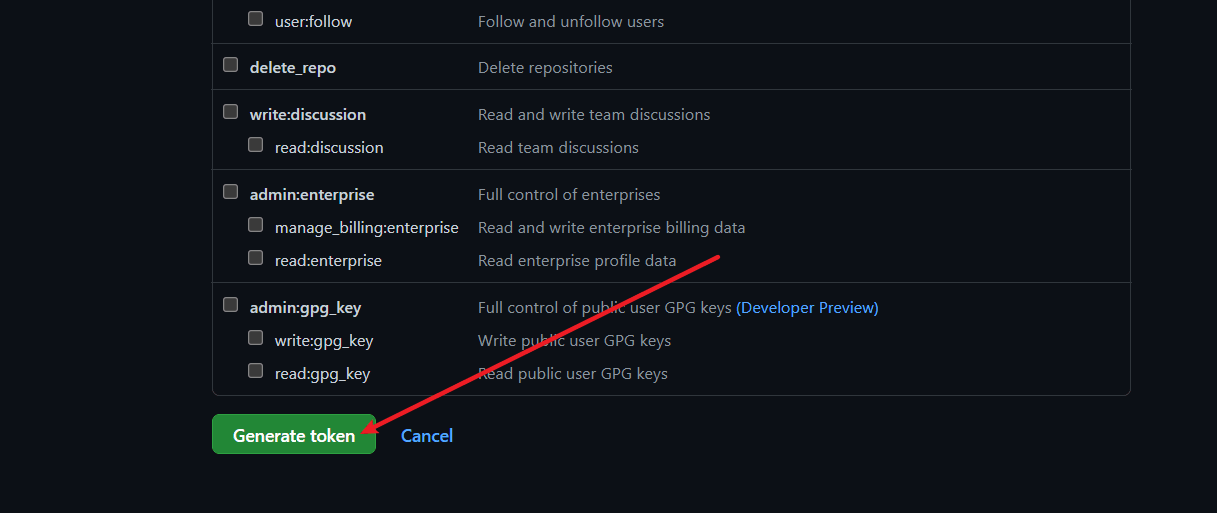 user:follow Follow and unfollow users
delete_repo Delete repositories
write:discussion Read and write team discussions
read:discussion Read team discussions
admin:enterprise Full control of enterprises
manage_billing:enterprise Read and write enterprise billing data
read:enterprise Read enterprise profile data
admin:gpg_key Full control of public user GPG keys (Developer Preview)
write:gpg_key Write public user GPG keys
read:gpg_key Read public user GPG keys
Generate token Cancel